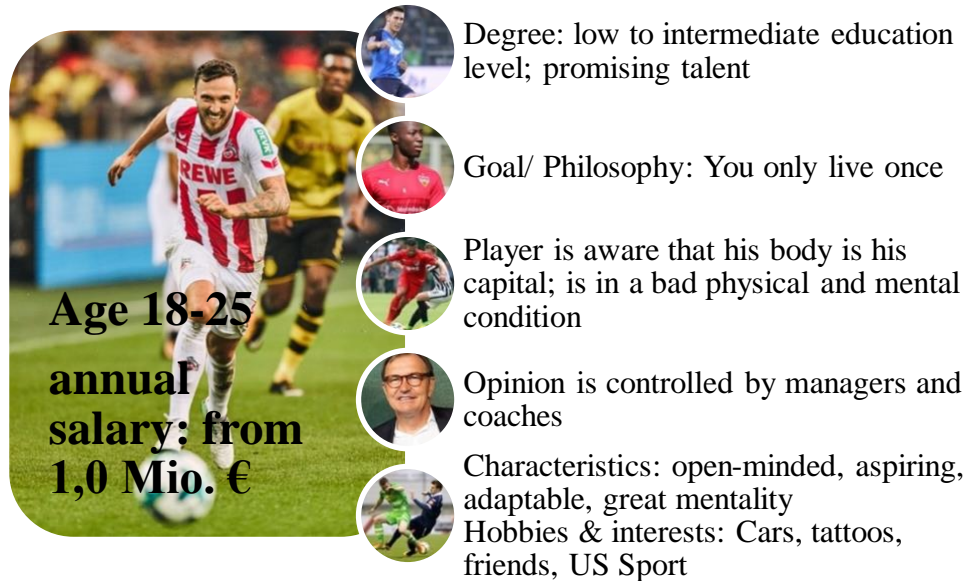 Degree: low to intermediate education
level; promising talent
Goal/ Philosophy: You only live once
Player is aware that his body is his
capital; is in a bad physical and mental
condition
Opinion is controlled by managers and
coaches
Characteristics: open-minded, aspiring,
adaptable, great mentality
Hobbies & interests: Cars, tattoos,
friends, US Sport
REWE
Age 18-25
annual
salary: from
1,0 Mio. €